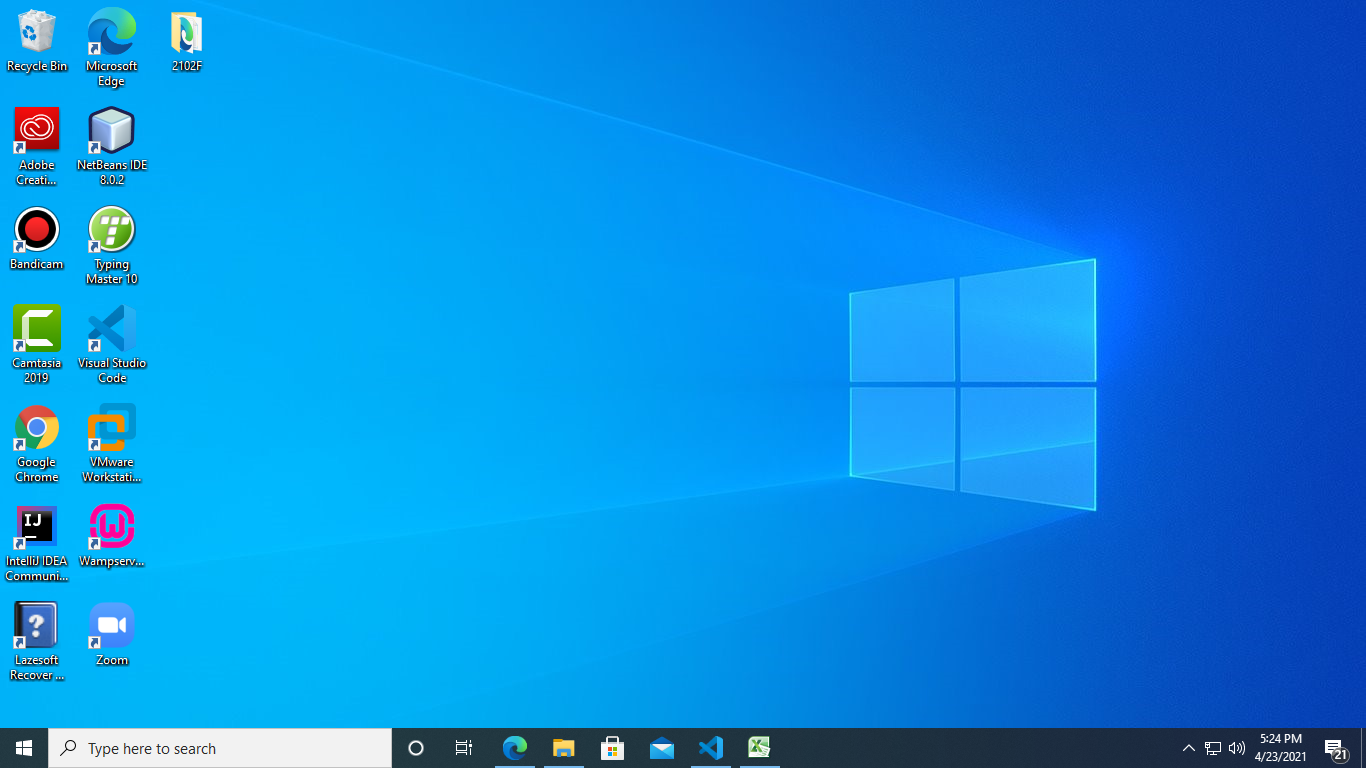 Recycle Bin
Microsoft
Edge
2102F
Adobe
Creati...
NetBeans IDE
8.0.2
Bandicam
Typing
Master 10
Camtasia
2019
Visual Studio
Code
Google
Chrome
VMware
Workstati...
IJ
IntelliJ IDEA
Communi...
Wampserv...
Lazesoft
Recover ...
Zoom
Type here to search
5:24 PM
4/23/2021
21